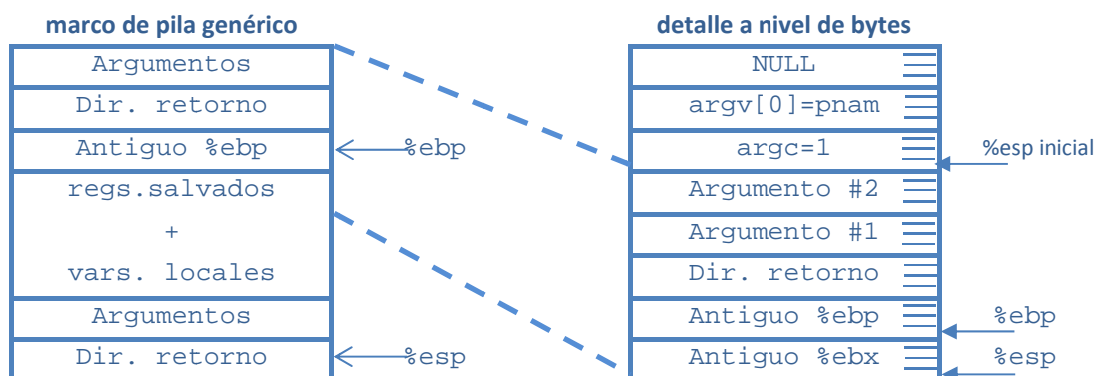 marco de pila genérico
Argumentos
Dir. retorno
Antiguo %ebp
%ebp
regs.salvados
+
vars. locales
Argumentos
Dir. retorno
%esp
detalle a nivel de bytes
NULL
argv[0]=pnam
argc=1
%esp inicial
Argumento #2
Argumento #1
Dir. retorno
Antiguo %ebp
%ebp
Antiguo %ebx
%esp